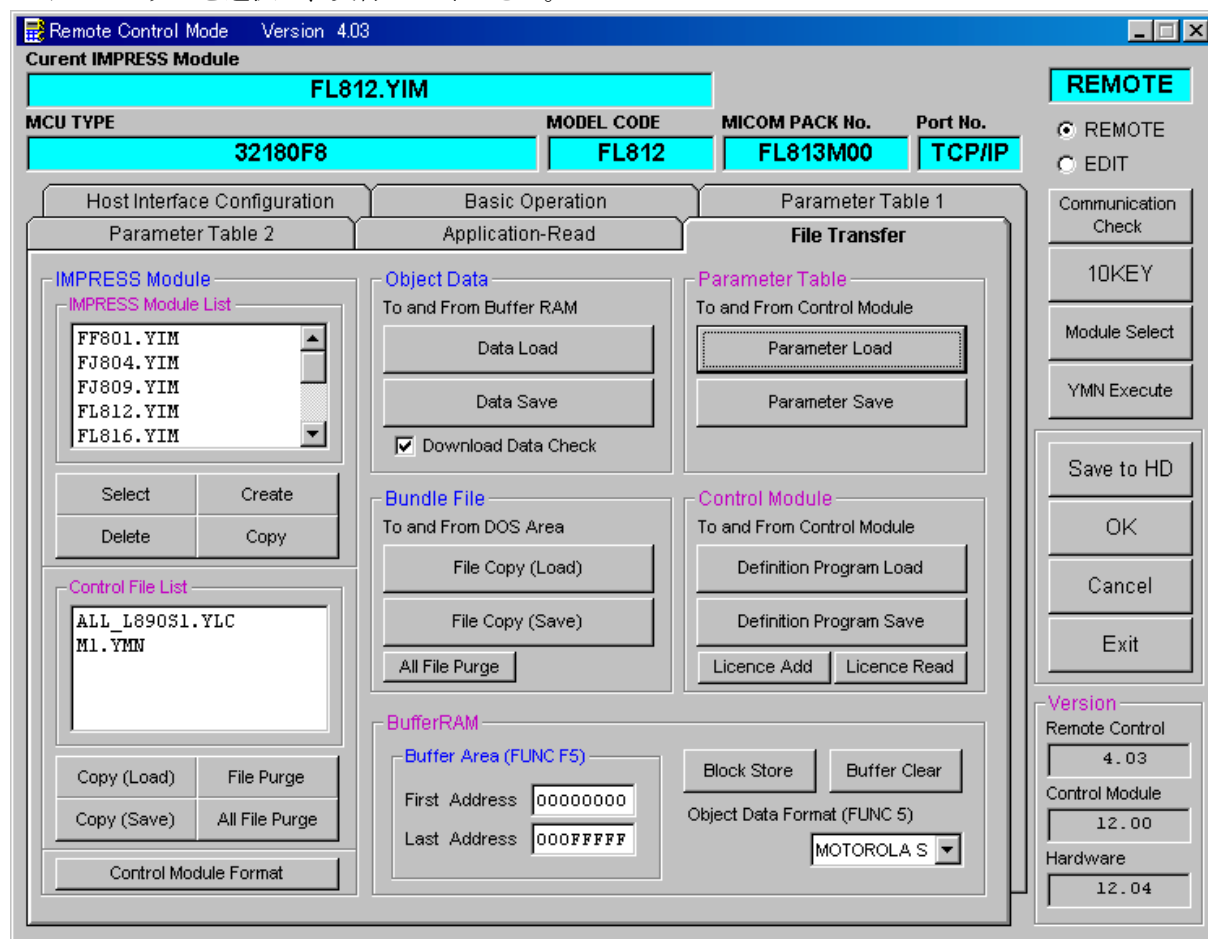 Remote Control Mode Version 4.03
Curent IMPRESS Module
FL812.YIM
REMOTE
MCU TYPE
MODEL CODE
MICOM PACK No.
Port No.
32180F8
FL812
FL813M00
TCP/IP
REMOTE
EDIT
Host Interface Configuration
Basic Operation
Parameter Table 1
Parameter Table 2
Application-Read
File Transfer
IMPRESS Module
IMPRESS Module List
FF801.YIM
FJ804.YIM
FJ809.YIM
FL812.YIM
FL816.YIM
Select
Create
Delete
Copy
Control File List
ALL_L890S1.YLC
M1.YMN
Copy (Load)
File Purge
Copy (Save)
All File Purge
Control Module Format
Object Data
To and From Buffer RAM
Data Load
Data Save
Download Data Check
Parameter Table
To and From Control Module
Parameter Load
Parameter Save
Bundle File
To and From DOS Area
File Copy (Load)
File Copy (Save)
All File Purge
Control Module
To and From Control Module
Definition Program Load
Definition Program Save
Licence Add
Licence Read
BufferRAM
Buffer Area (FUNC F5)
First Address
00000000
Last Address
000FFFFF
Block Store
Buffer Clear
Object Data Format (FUNC 5)
MOTOROLA S
Communication
Check
10KEY
Module Select
YMN Execute
Save to HD
OK
Cancel
Exit
Version
Remote Control
4.03
Control Module
12.00
Hardware
12.04